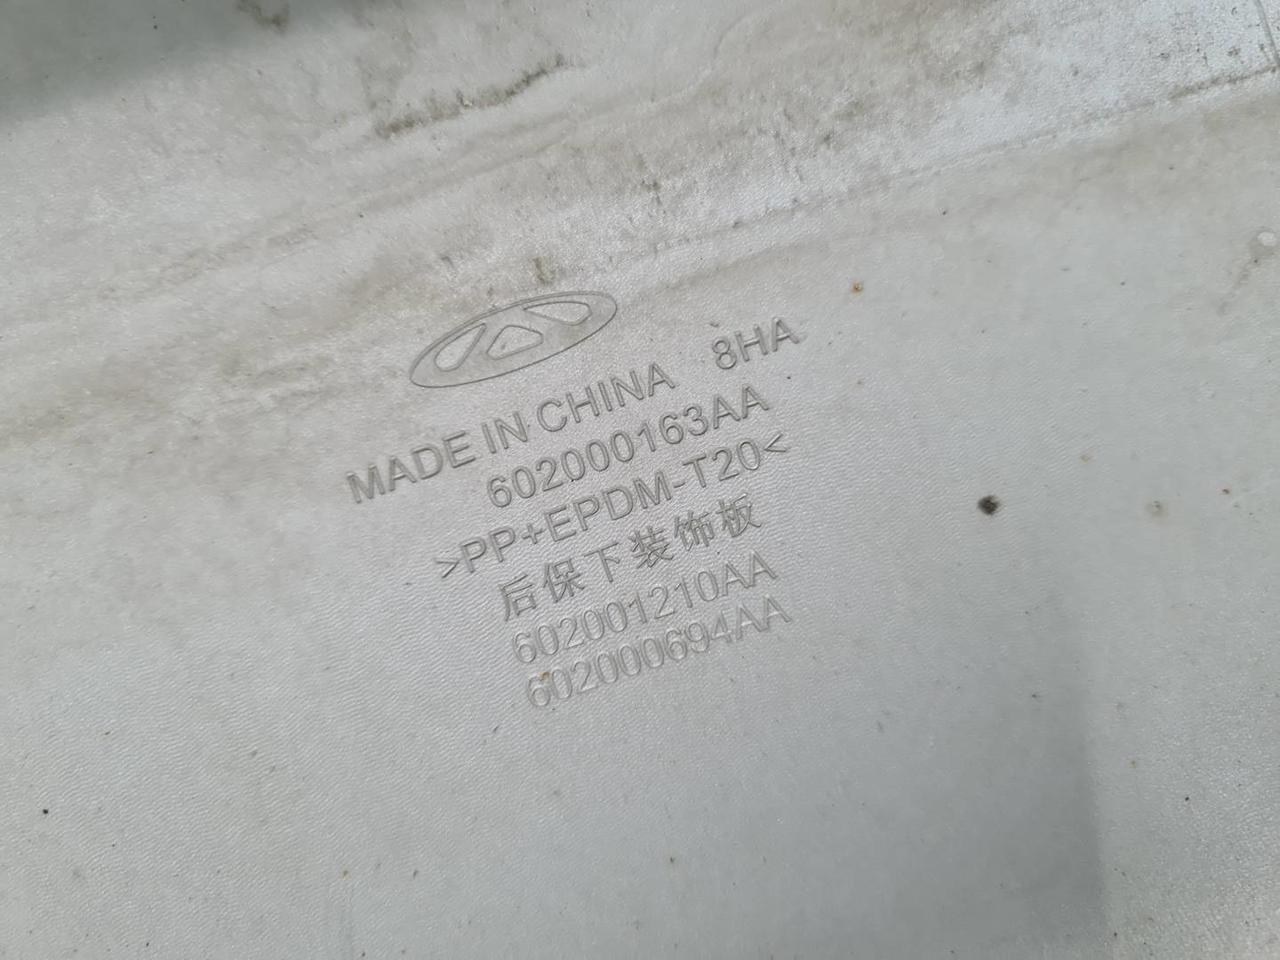 MADE IN CHINA 8HA
602000163AA
>PP+EPDM-T20<
后保下装饰板
602001210AA
602000694AA